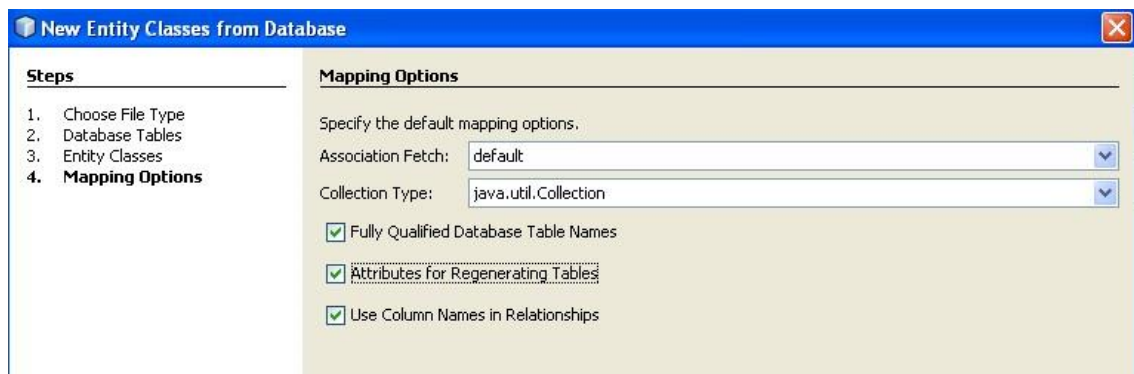 New Entity Classes from Database
Steps
1. Choose File Type
2. Database Tables
3. Entity Classes
4. Mapping Options
Mapping Options
Specify the default mapping options.
Association Fetch: default
Collection Type: java.util.Collection
Fully Qualified Database Table Names
Attributes for Regenerating Tables
Use Column Names in Relationships